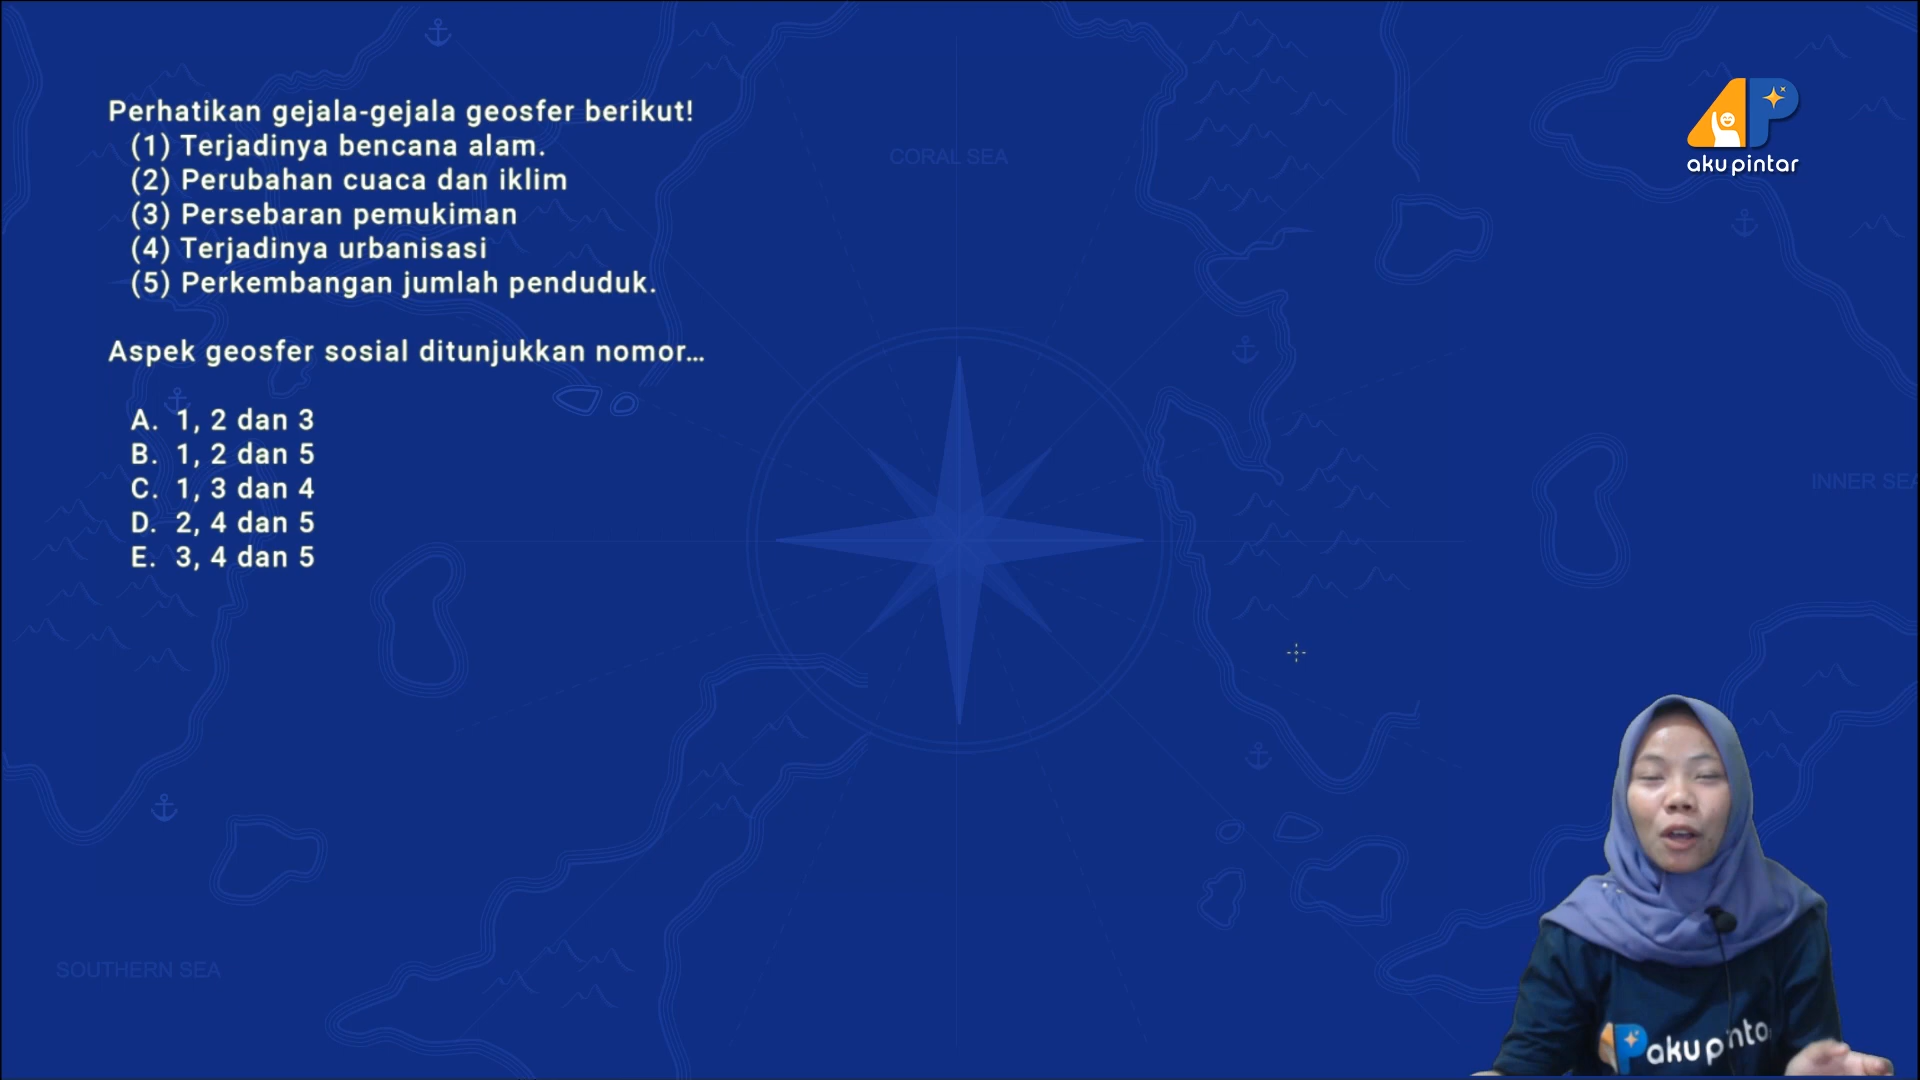 Perhatikan gejala-gejala geosfer berikut!
(1) Terjadinya bencana alam.
(2) Perubahan cuaca dan iklim
(3) Persebaran pemukiman
(4) Terjadinya urbanisasi
(5) Perkembangan jumlah penduduk.
Aspek geosfer sosial ditunjukkan nomor...
A. 1, 2 dan 3
B. 1, 2 dan 5
C. 1, 3 dan 4
D. 2, 4 dan 5
E. 3, 4 dan 5
aku pintar
CORAL SEA
INNER SEA
SOUTHERN SEA
aku pinta